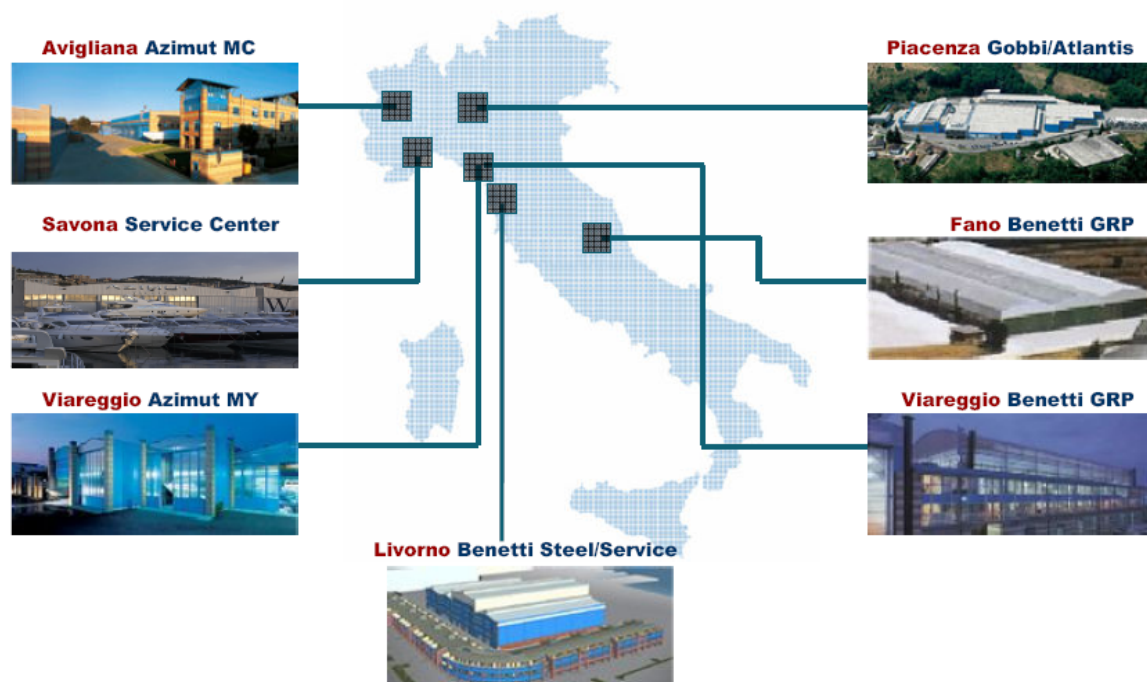 Avigliana Azimut MC
Piacenza Gobbi/Atlantis
Savona Service Center
Fano Benetti GRP
Viareggio Azimut MY
Viareggio Benetti GRP
Livorno Benetti Steel/Service